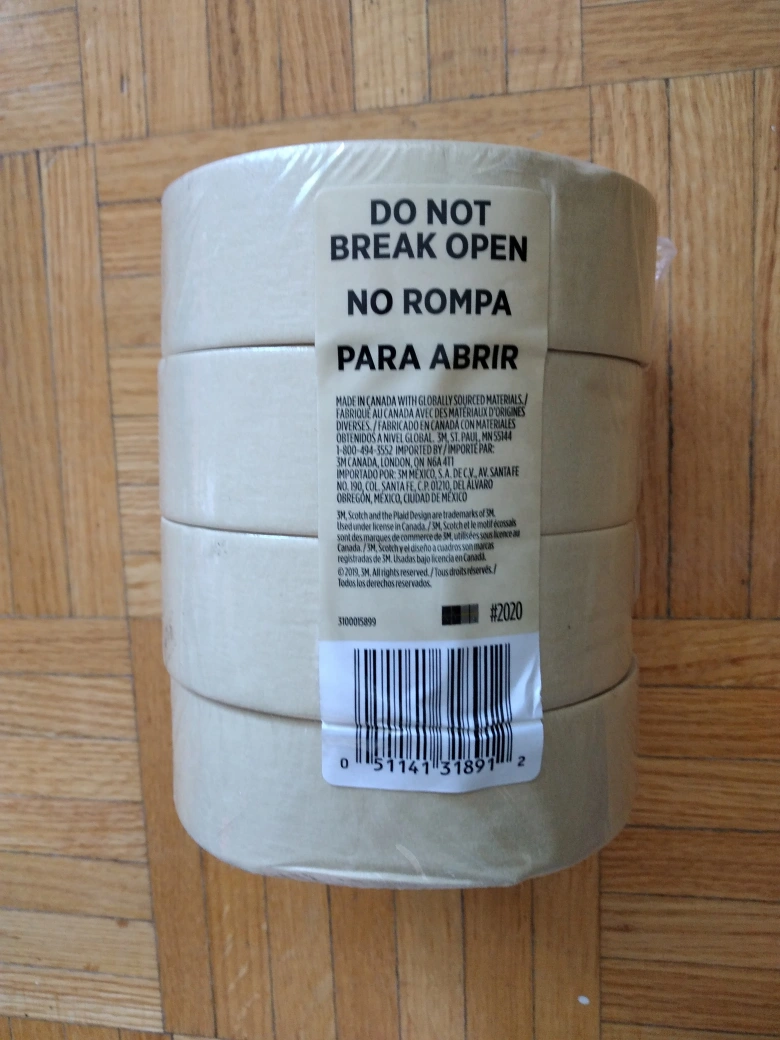 DO NOT
BREAK OPEN
NO ROMPA
PARA ABRIR
MADE IN CANADA WITH GLOBALLY SOURCED MATERIALS./
FABRIQUÉ AU CANADA AVEC DES MATÉRIAUX D'ORIGINES
DIVERSES./FABRICADO EN CANADÁ CON MATERIALES
OBTENIDOS A NIVEL GLOBAL. 3M, ST. PAUL, MN 55144
1-800-494-3552 IMPORTED BY/IMPORTÉ PAR:
3M CANADA, LONDON, ON N6A 4T1
IMPORTADO POR: 3M MÉXICO, S.A. DE C.V., AV. SANTA FE
NO. 190, COL. SANTA FE, C.P. 01210, DEL ÁLVARO
OBREGÓN, MÉXICO, CIUDAD DE MÉXICO
3M, Scotch and the Plaid Design are trademarks of 3M.
Used under license in Canada./3M, Scotch et le motif écossais
sont des marques de commerce de 3M, utilisées sous licence au
Canada./3M, Scotch y el diseño a cuadros son marcas
registradas de 3M. Usadas bajo licencia en Canadá.
©2019, 3M. All rights reserved./Tous droits réservés./
Todos los derechos reservados.
3100015899 #2020
0 51141 31891 2